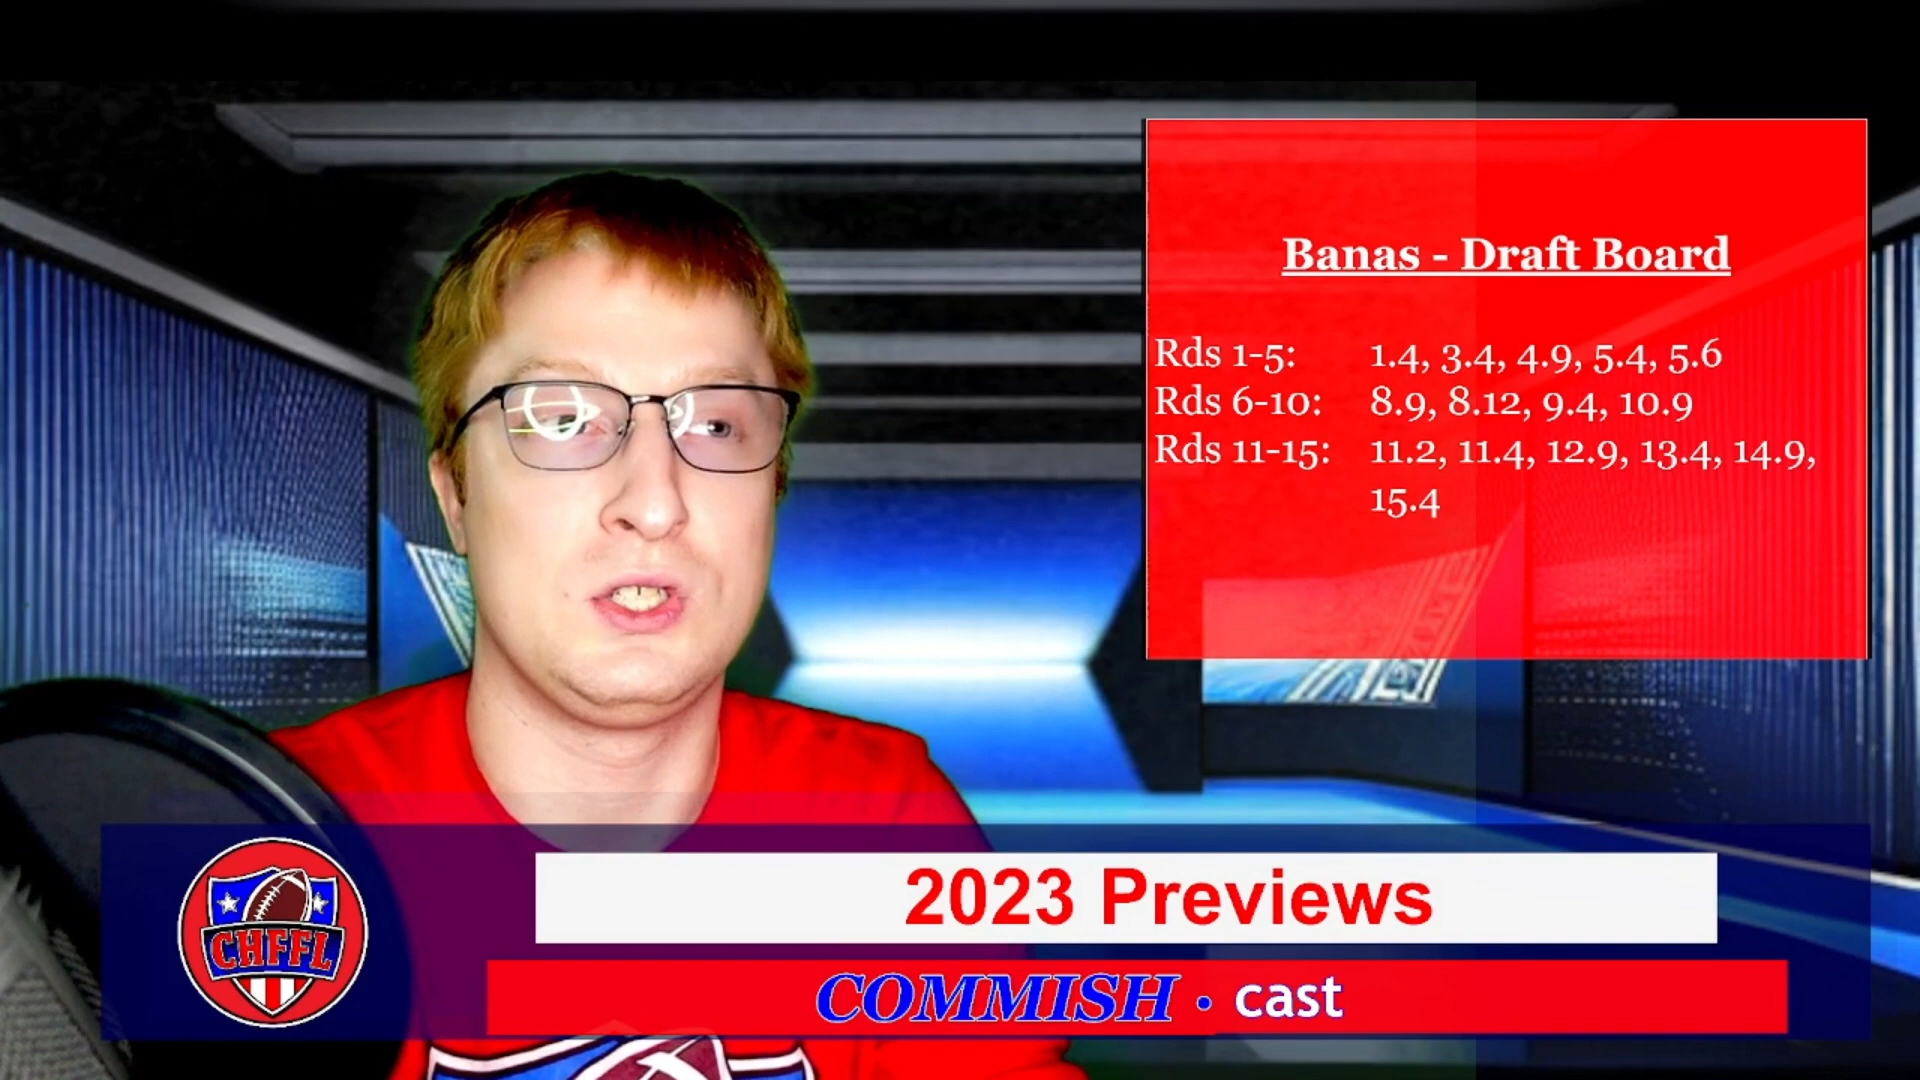 Banas - Draft Board
Rds 1-5: 1.4, 3.4, 4.9, 5.4, 5.6
Rds 6-10: 8.9, 8.12, 9.4, 10.9
Rds 11-15: 11.2, 11.4, 12.9, 13.4, 14.9,
15.4
2023 Previews
CHFFL
COMMISH • cast